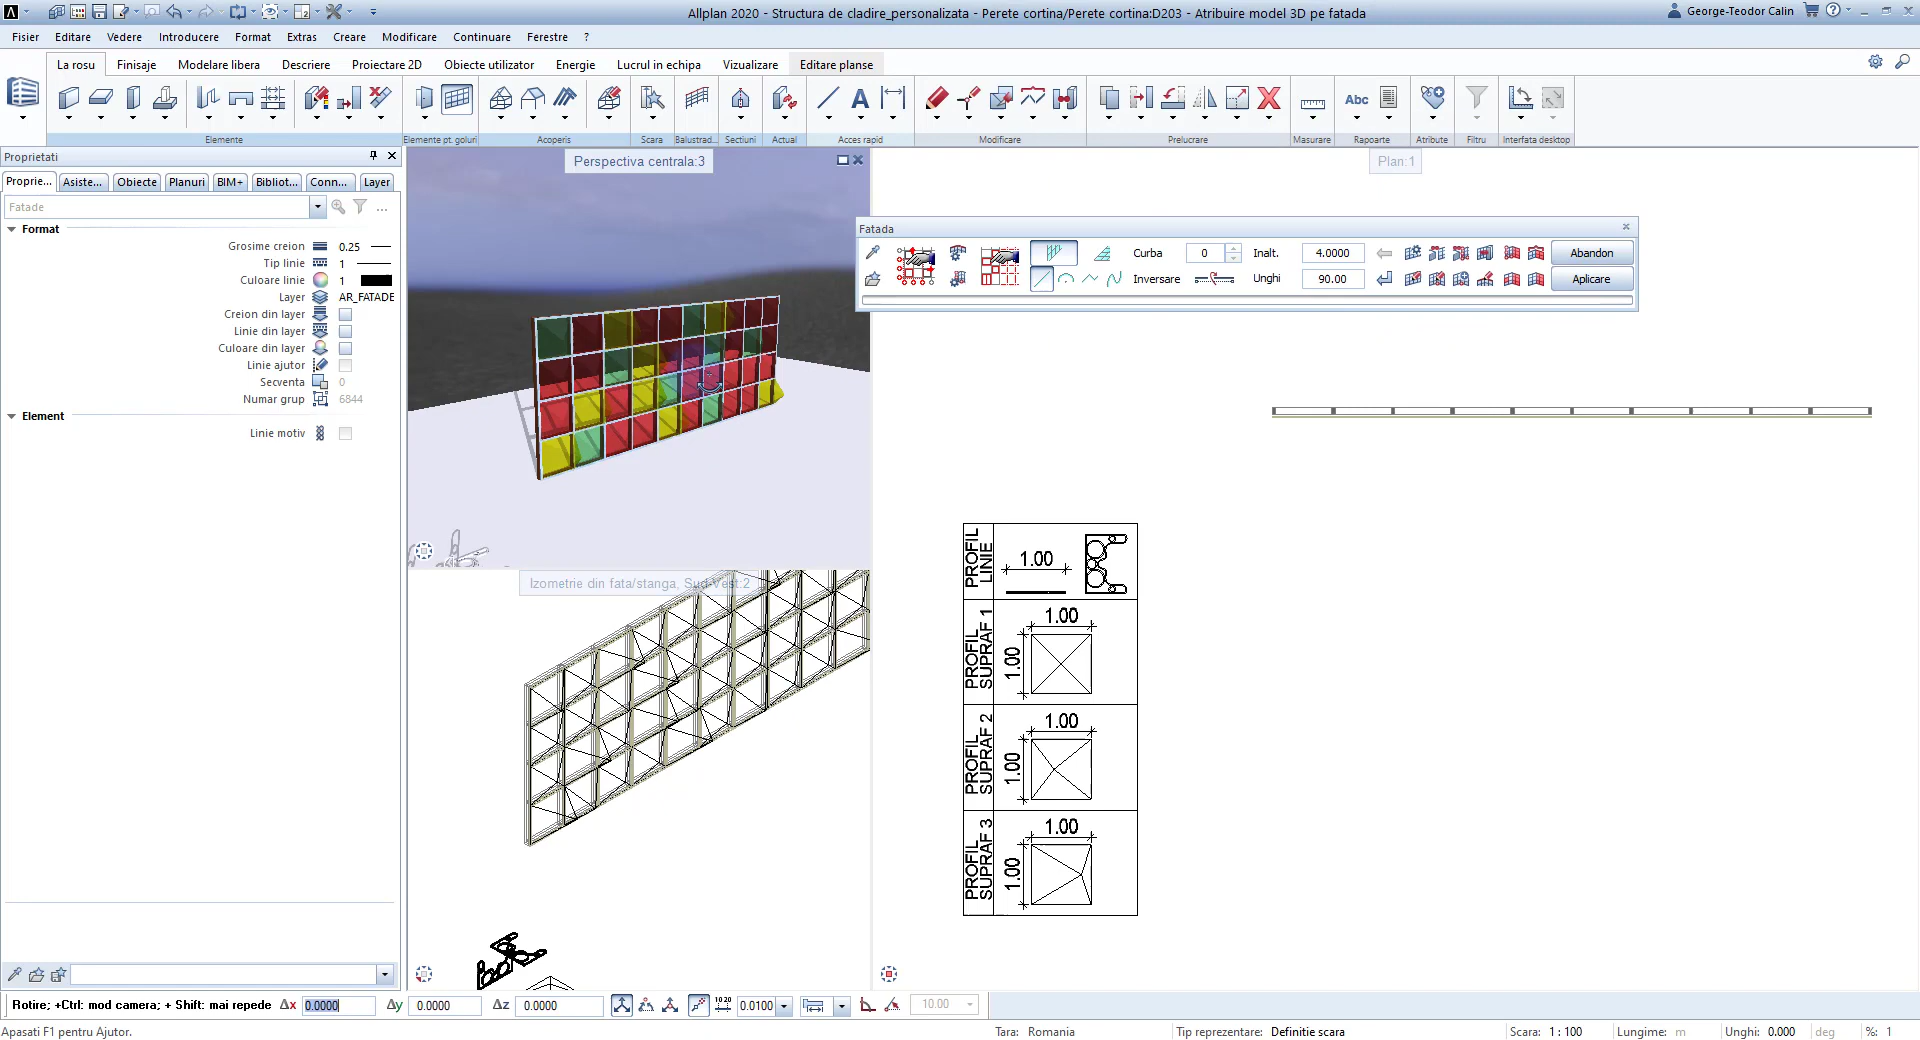 Allplan 2020 - Structura de cladire_personalizata - Perete cortina/Perete cortina:D203 - Atribuire model 3D pe fatada
George-Teodor Calin
Fisier Editare Vedere Introducere Format Extras Creare Modificare Continuare Ferestre ?
La rosu Finisaje Modelare libera Descriere Proiectare 2D Obiecte utilizator Energie Lucrul in echipa Vizualizare Editare planse
Abc
Elemente Elemente pt. goluri Acoperis Scara Balustrad... Sectiuni Actual Acces rapid Modificare Prelucrare Masurare Rapoarte Atribute Filtru Interfata desktop
Proprietati
Proprie... Asiste... Obiecte Planuri BIM+ Bibliot... Conn... Layer
Fatade
Format
Grosime creion 0.25
Tip linie 1
Culoare linie 1
Layer AR_FATADE
Creion din layer
Linie din layer
Culoare din layer
Linie ajutor
Secventa 0
Numar grup 6844
Element
Linie motiv
Perspectiva centrala:3
Plan:1
Fatada
Curba 0 Inalt. 4.0000 Abandon
Inversare Unghi 90.00 Aplicare
Izometrie din fata/stanga, Sud-Vest:2
PROFIL LINIE
1.00
PROFIL SUPRAF 1
1.00
1.00
PROFIL SUPRAF 2
1.00
1.00
PROFIL SUPRAF 3
1.00
1.00
Rotire; +Ctrl: mod camera; + Shift: mai repede Δx 0.0000 Δy 0.0000 Δz 0.0000 10 20 0.0100 10.00
Apasati F1 pentru Ajutor. Tara: Romania Tip reprezentare: Definitie scara Scara: 1 : 100 Lungime: m Unghi: 0.000 deg %: 1